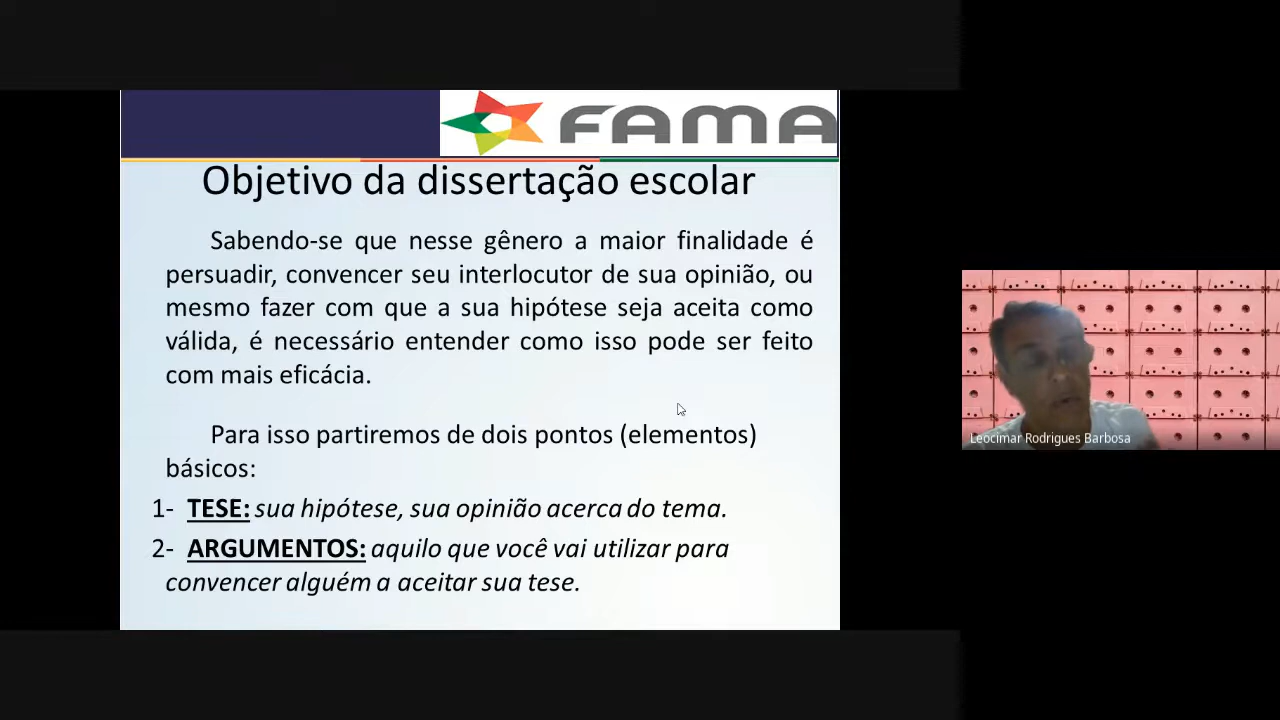 FAMA
Objetivo da dissertação escolar
Sabendo-se que nesse gênero a maior finalidade é
persuadir, convencer seu interlocutor de sua opinião, ou
mesmo fazer com que a sua hipótese seja aceita como
válida, é necessário entender como isso pode ser feito
com mais eficácia.
Para isso partiremos de dois pontos (elementos)
básicos:
1- TESE: sua hipótese, sua opinião acerca do tema.
2- ARGUMENTOS: aquilo que você vai utilizar para
convencer alguém a aceitar sua tese.
Leocimar Rodrigues Barbosa